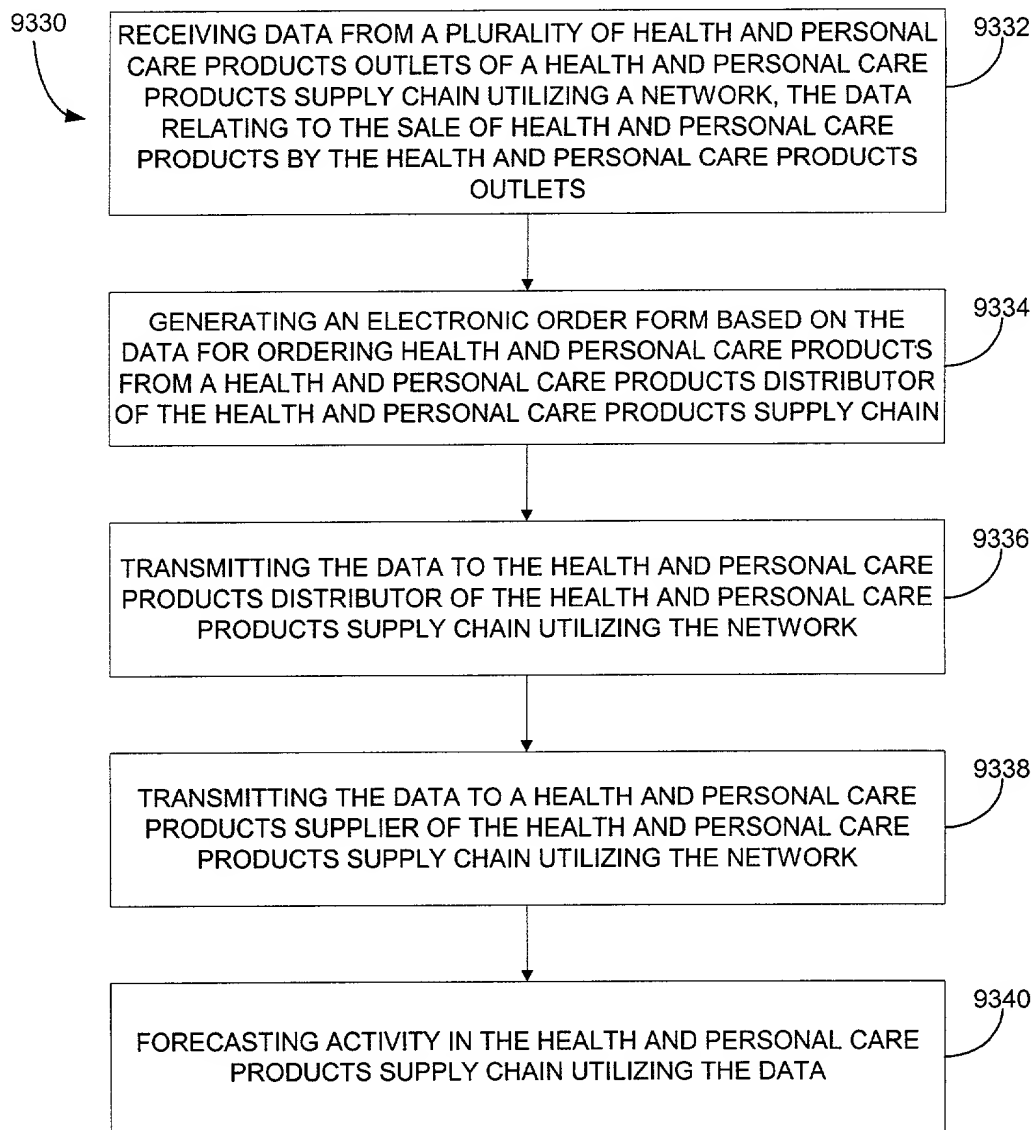 9330
RECEIVING DATA FROM A PLURALITY OF HEALTH AND PERSONAL
CARE PRODUCTS OUTLETS OF A HEALTH AND PERSONAL CARE
PRODUCTS SUPPLY CHAIN UTILIZING A NETWORK, THE DATA
RELATING TO THE SALE OF HEALTH AND PERSONAL CARE
PRODUCTS BY THE HEALTH AND PERSONAL CARE PRODUCTS
OUTLETS
9332
GENERATING AN ELECTRONIC ORDER FORM BASED ON THE
DATA FOR ORDERING HEALTH AND PERSONAL CARE PRODUCTS
FROM A HEALTH AND PERSONAL CARE PRODUCTS DISTRIBUTOR
OF THE HEALTH AND PERSONAL CARE PRODUCTS SUPPLY CHAIN
9334
TRANSMITTING THE DATA TO THE HEALTH AND PERSONAL CARE
PRODUCTS DISTRIBUTOR OF THE HEALTH AND PERSONAL CARE
PRODUCTS SUPPLY CHAIN UTILIZING THE NETWORK
9336
TRANSMITTING THE DATA TO A HEALTH AND PERSONAL CARE
PRODUCTS SUPPLIER OF THE HEALTH AND PERSONAL CARE
PRODUCTS SUPPLY CHAIN UTILIZING THE NETWORK
9338
FORECASTING ACTIVITY IN THE HEALTH AND PERSONAL CARE
PRODUCTS SUPPLY CHAIN UTILIZING THE DATA
9340